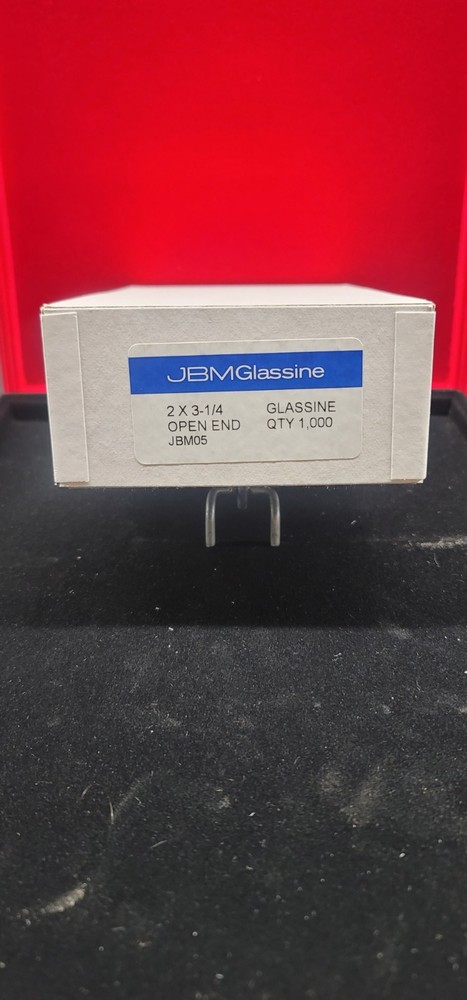 JBMGlassine
2 X 3-1/4 GLASSINE
OPEN END QTY 1,000
JBM05